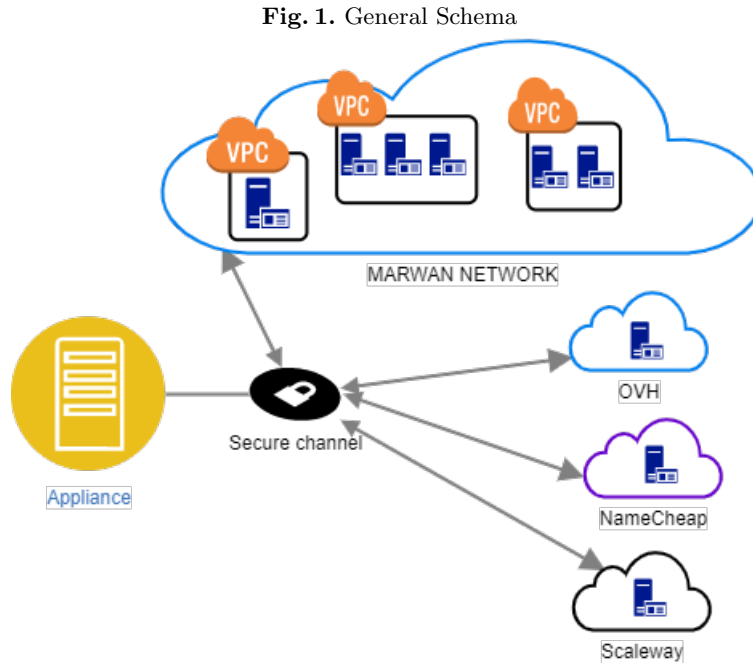 Fig. 1. General Schema
VPC
VPC
VPC
MARWAN NETWORK
OVH
Secure channel
Appliance
NameCheap
Scaleway